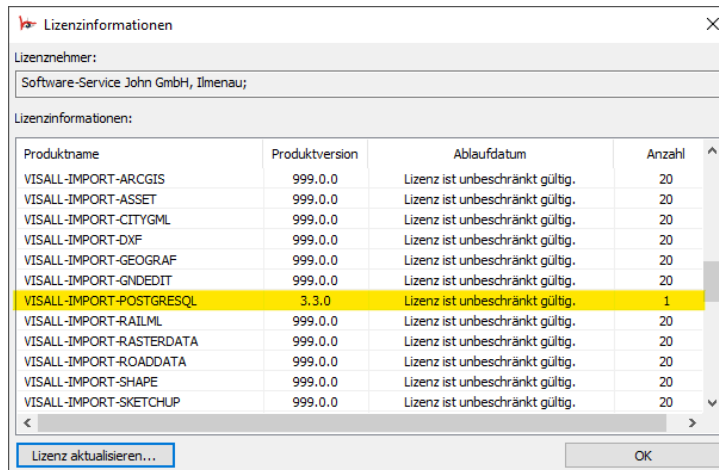 Lizenzinformationen
Lizenznehmer:
Software-Service John GmbH, Ilmenau;
Lizenzinformationen:
Produktname Produktversion Ablaufdatum Anzahl
VISALL-IMPORT-ARCGIS 999.0.0 Lizenz ist unbeschränkt gültig. 20
VISALL-IMPORT-ASSET 999.0.0 Lizenz ist unbeschränkt gültig. 20
VISALL-IMPORT-CITYGML 999.0.0 Lizenz ist unbeschränkt gültig. 20
VISALL-IMPORT-DXF 999.0.0 Lizenz ist unbeschränkt gültig. 20
VISALL-IMPORT-GEOGRAF 999.0.0 Lizenz ist unbeschränkt gültig. 20
VISALL-IMPORT-GNDEDIT 999.0.0 Lizenz ist unbeschränkt gültig. 20
VISALL-IMPORT-POSTGRESQL 3.3.0 Lizenz ist unbeschränkt gültig. 1
VISALL-IMPORT-RAILML 999.0.0 Lizenz ist unbeschränkt gültig. 20
VISALL-IMPORT-RASTERDATA 999.0.0 Lizenz ist unbeschränkt gültig. 20
VISALL-IMPORT-ROADDATA 999.0.0 Lizenz ist unbeschränkt gültig. 20
VISALL-IMPORT-SHAPE 999.0.0 Lizenz ist unbeschränkt gültig. 20
VISALL-IMPORT-SKETCHUP 999.0.0 Lizenz ist unbeschränkt gültig. 20
Lizenz aktualisieren... OK